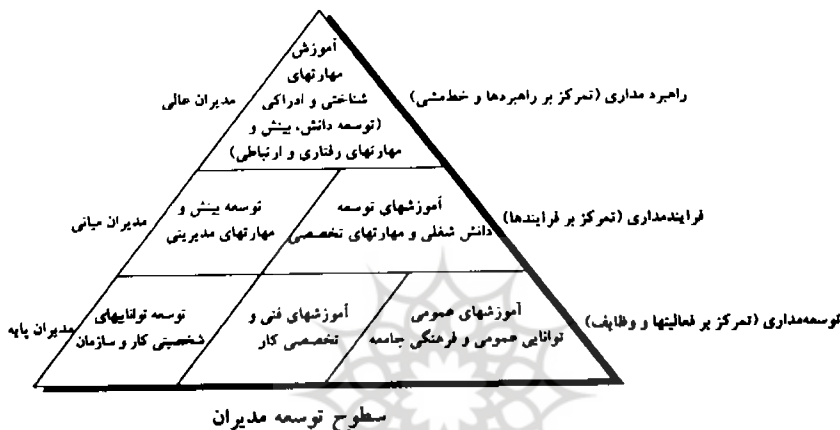 آموزش
مهارتهای
شناختی و ادراکی
(توسعه دانش، بینش و
مهارتهای رفتاری و ارتباطی)
مدیران عالی
راهبرد مداری (تمرکز بر راهبردها و خط‌مشی)
آموزشهای توسعه
دانش شغلی و مهارتهای تخصصی
توسعه بینش و
مهارتهای مدیریتی
مدیران میانی
فرایندمداری (تمرکز بر فرایندها)
آموزشهای عمومی
توانایی عمومی و فرهنگی جامعه
آموزشهای فنی و
تخصصی کار
توسعه تواناییهای
شخصیتی کار و سازمان
مدیران پایه
توسعه‌مداری (تمرکز بر فعالیتها و وظایف)
سطوح توسعه مدیران